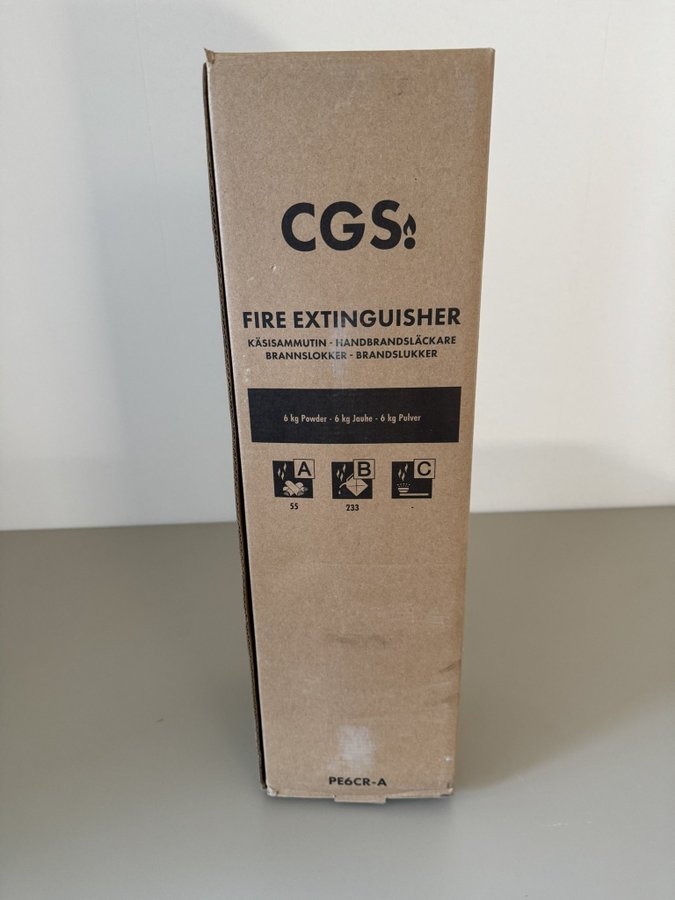 CGS
FIRE EXTINGUISHER
KÄSISAMMUTIN - HANDBRANDSLÄCKARE
BRANNSLOKKER - BRANDSLUKKER
6 kg Powder - 6 kg Jauhe - 6 kg Pulver
A B C
55 233 -
PE6CR-A